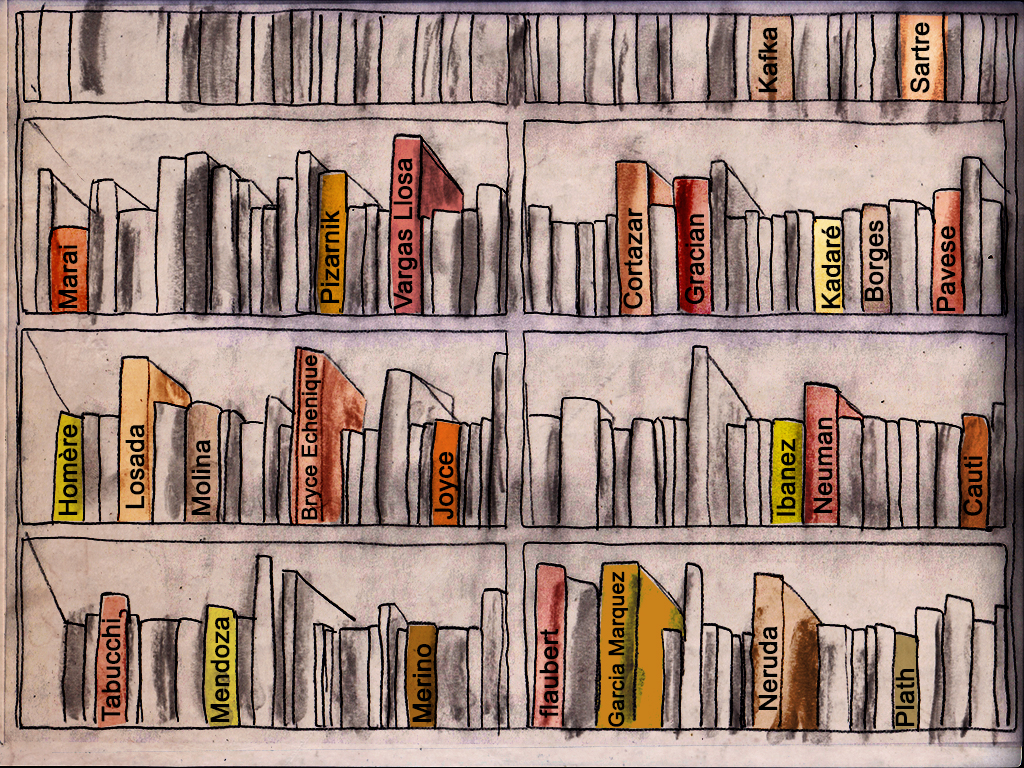 Kafka
Sartre
Marai
Pizarnik
Vargas Llosa
Cortazar
Gracian
Kadaré
Borges
Pavese
Homère
Losada
Molina
Bryce Echenique
Joyce
Ibanez
Neuman
Cauti
Tabucchi
Mendoza
Merino
flaubert
Garcia Marquez
Neruda
Plath